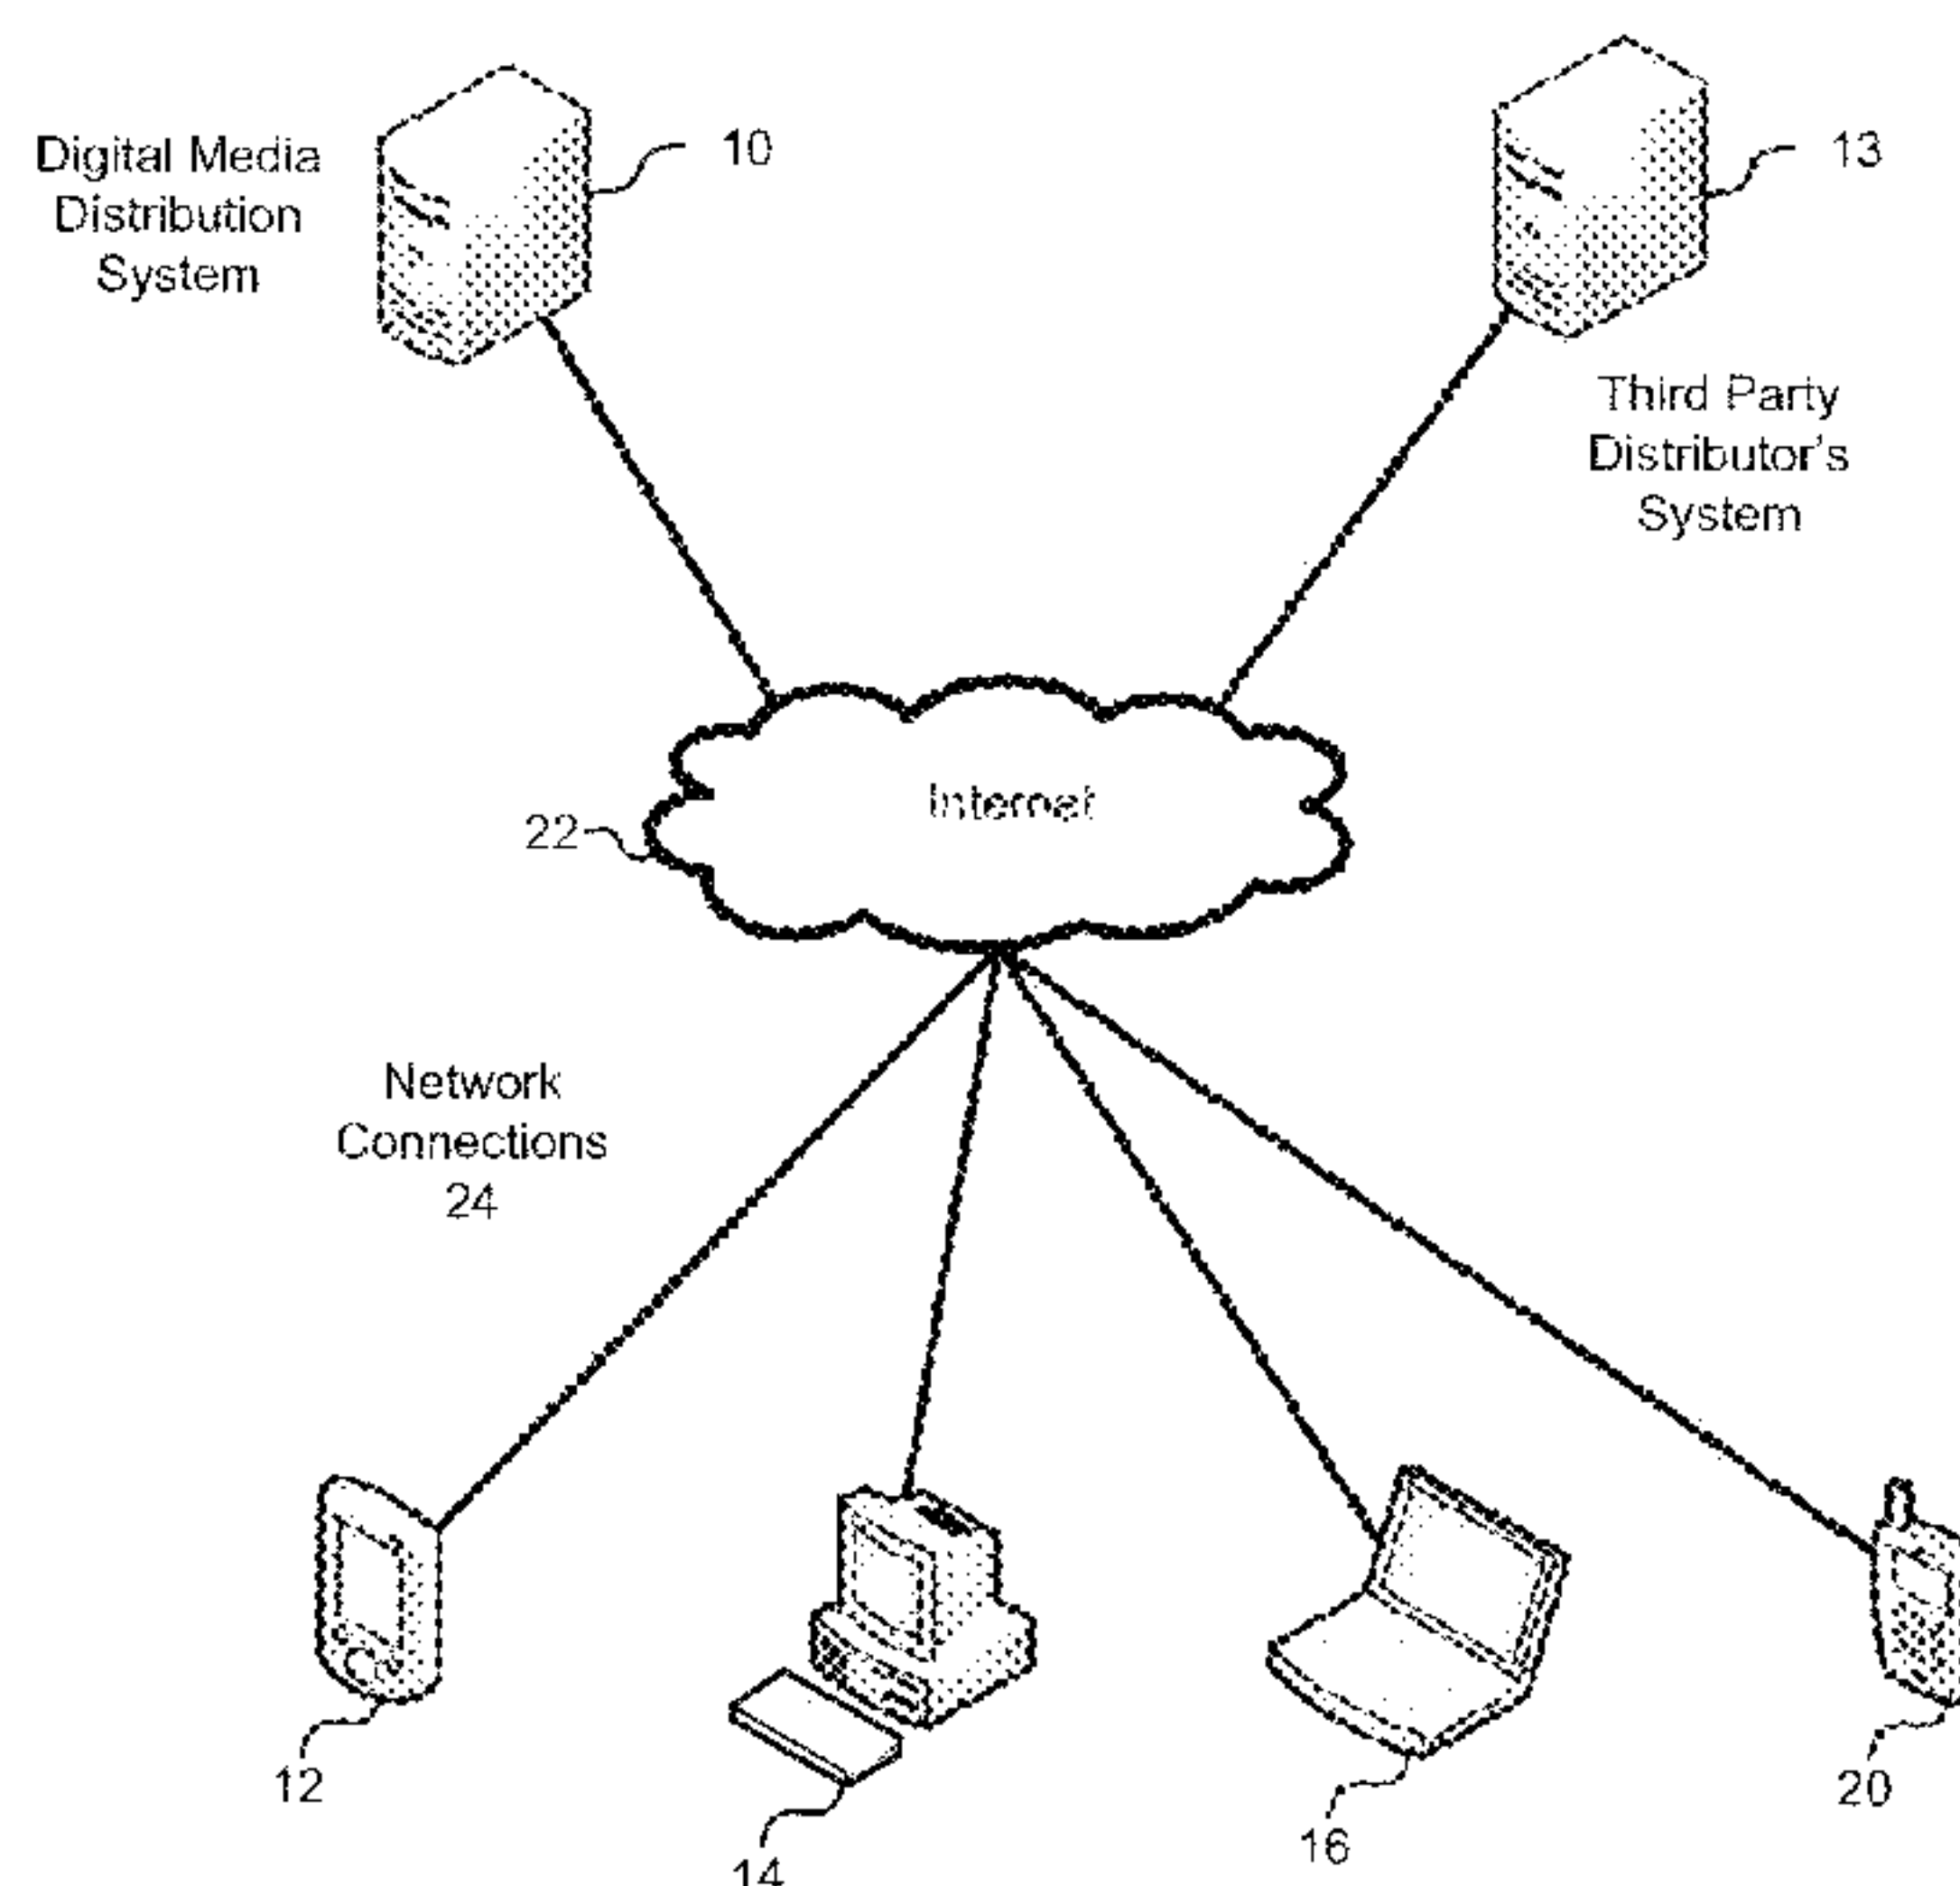 Digital Media
Distribution
System
10
13
Third Party
Distributor's
System
Internet
22
Network
Connections
24
12
14
16
20